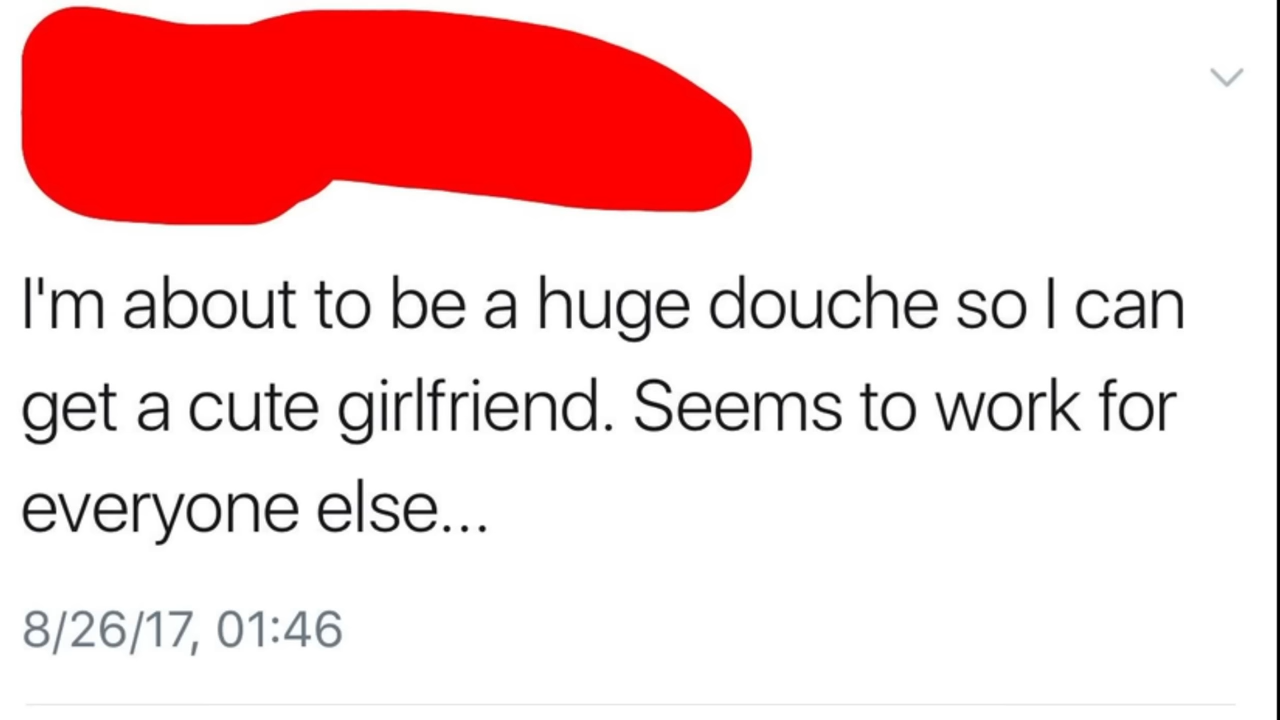 I'm about to be a huge douche so I can
get a cute girlfriend. Seems to work for
everyone else...
8/26/17, 01:46